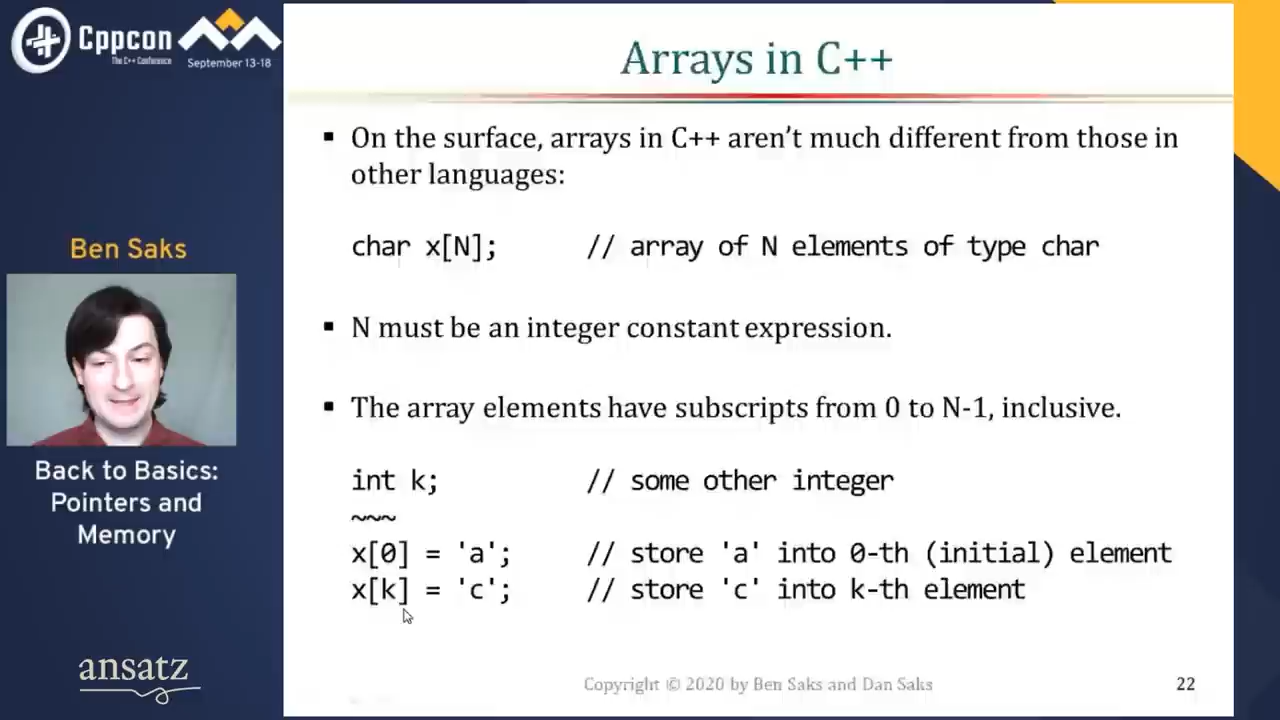 Cppcon
The C++ Conference
September 13-18
Ben Saks
Back to Basics:
Pointers and
Memory
ansatz
Arrays in C++
▪ On the surface, arrays in C++ aren’t much different from those in
other languages:
char x[N]; // array of N elements of type char
▪ N must be an integer constant expression.
▪ The array elements have subscripts from 0 to N-1, inclusive.
int k; // some other integer
~~~
x[0] = 'a'; // store 'a' into 0-th (initial) element
x[k] = 'c'; // store 'c' into k-th element
Copyright © 2020 by Ben Saks and Dan Saks
22